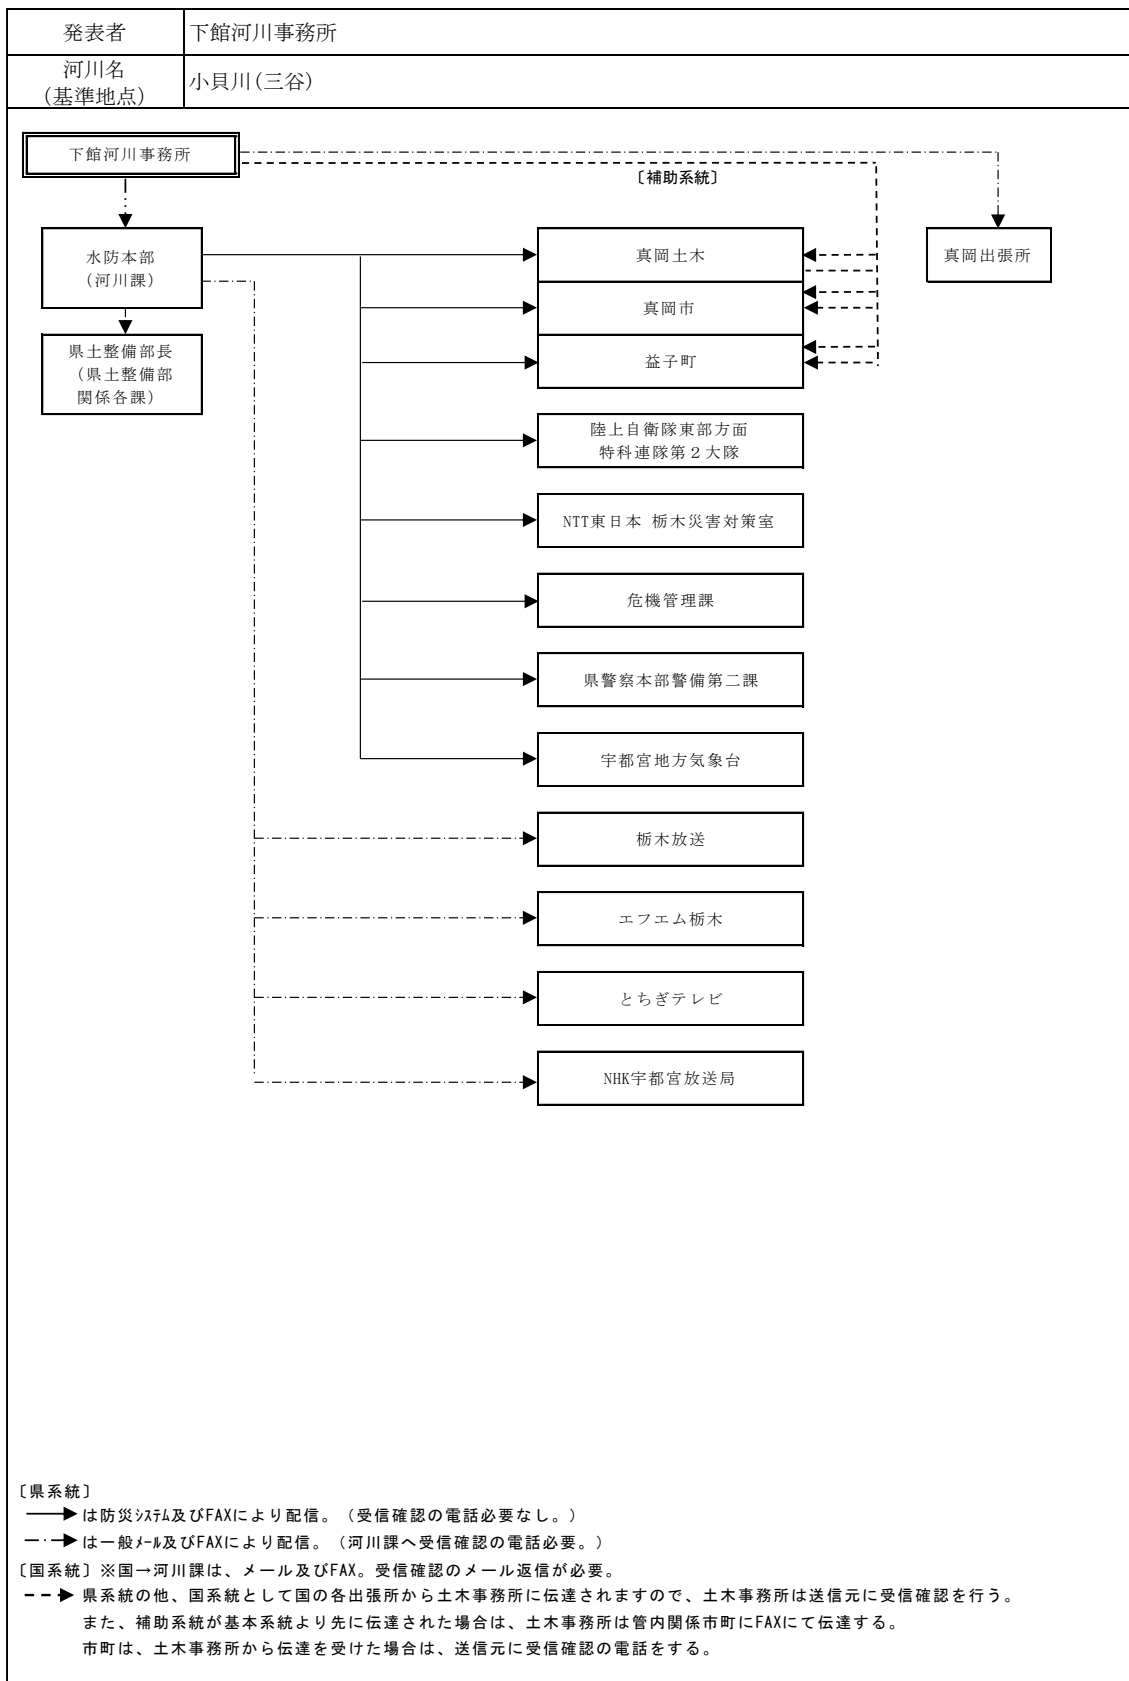 発表者
下館河川事務所
河川名
(基準地点)
小貝川(三谷)
下館河川事務所
〔補助系統〕
水防本部
(河川課)
真岡土木
真岡出張所
真岡市
県土整備部長
(県土整備部
関係各課)
益子町
陸上自衛隊東部方面
特科連隊第２大隊
NTT東日本 栃木災害対策室
危機管理課
県警察本部警備第二課
宇都宮地方気象台
栃木放送
エフエム栃木
とちぎテレビ
NHK宇都宮放送局
〔県系統〕
は防災ｼｽﾃﾑ及びFAXにより配信。（受信確認の電話必要なし。）
は一般ﾒｰﾙ及びFAXにより配信。（河川課へ受信確認の電話必要。）
〔国系統〕※国→河川課は、メール及びFAX。受信確認のメール返信が必要。
県系統の他、国系統として国の各出張所から土木事務所に伝達されますので、土木事務所は送信元に受信確認を行う。
また、補助系統が基本系統より先に伝達された場合は、土木事務所は管内関係市町にFAXにて伝達する。
市町は、土木事務所から伝達を受けた場合は、送信元に受信確認の電話をする。